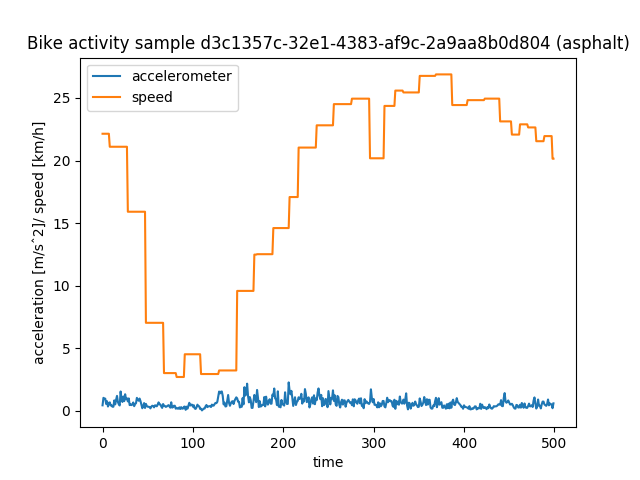 Bike activity sample d3c1357c-32e1-4383-af9c-2a9aa8b0d804 (asphalt)
accelerometer
speed
acceleration [m/s^2]/ speed [km/h]
25
20
15
10
5
0
0 100 200 300 400 500
time